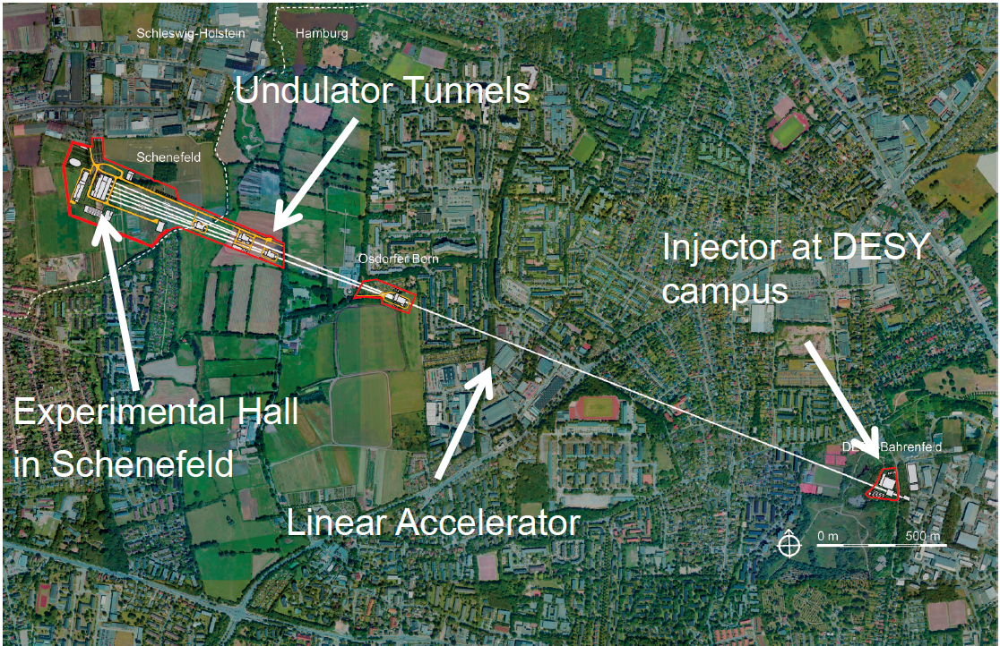 Schleswig-Holstein
Hamburg
Undulator Tunnels
Schenefeld
Osdorfer Born
Injector at DESY
campus
Experimental Hall
in Schenefeld
Linear Accelerator
-Bahrenfeld
0 m
500 m